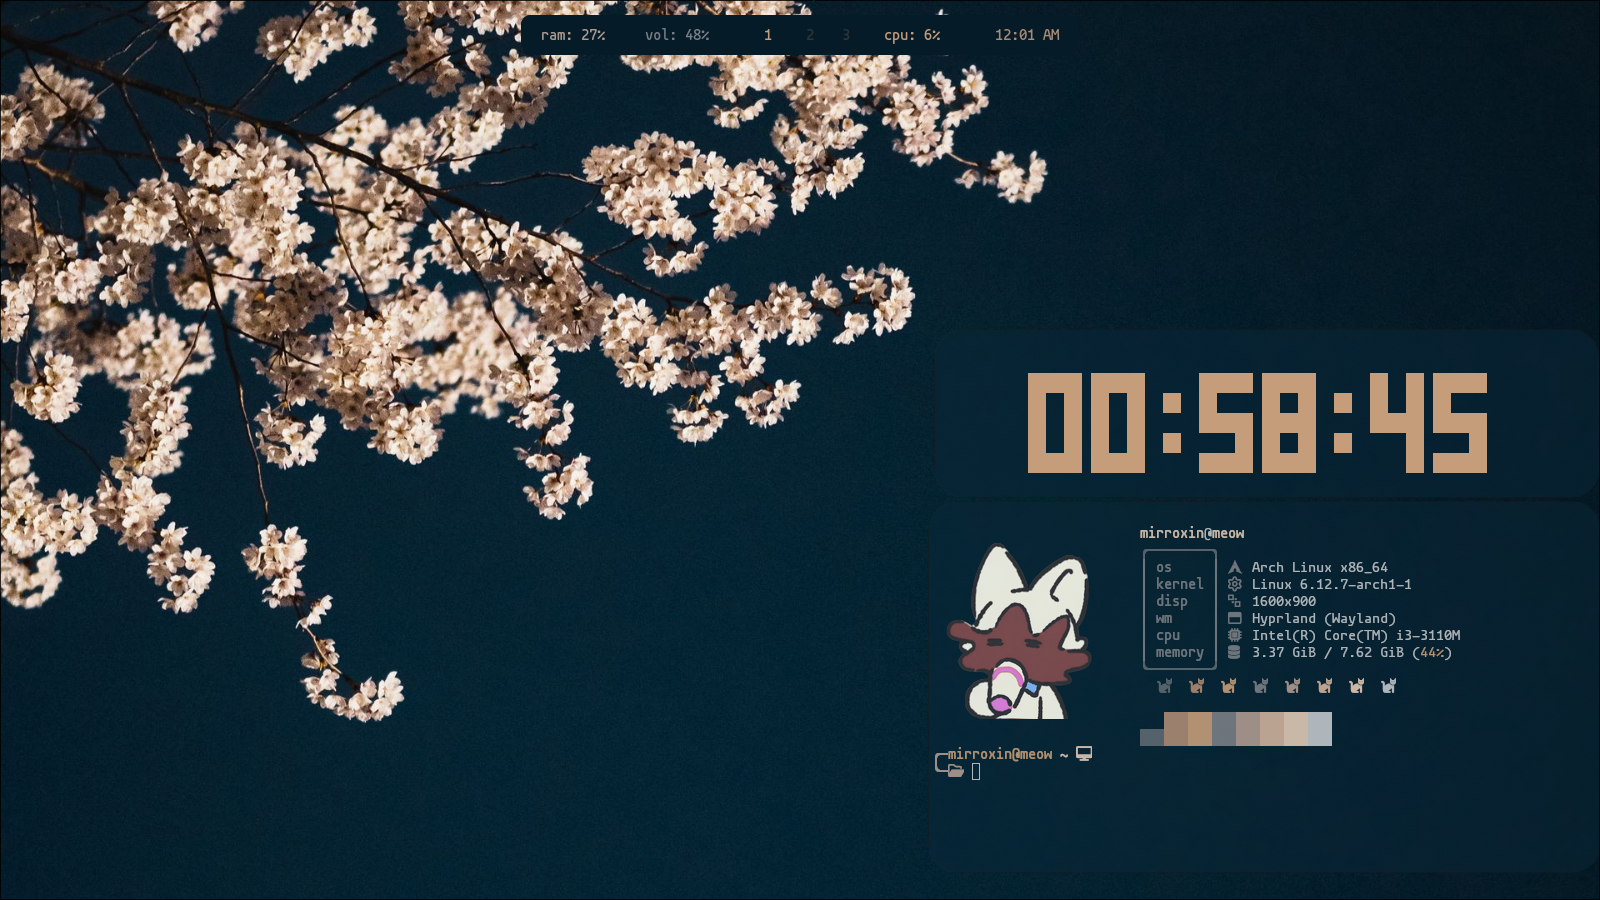 ram: 27% vol: 48% 1 2 3 cpu: 6% 12:01 AM
00:58:45
mirroxin@meow
os Arch Linux x86_64
kernel Linux 6.12.7-arch1-1
disp 1600x900
wm Hyprland (Wayland)
cpu Intel(R) Core(TM) i3-3110M
memory 3.37 GiB / 7.62 GiB (44%)
mirroxin@meow ~